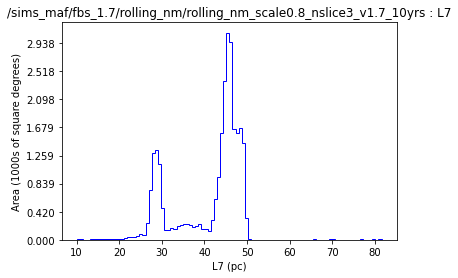 /sims_maf/fbs_1.7/rolling_nm/rolling_nm_scale0.8_nslice3_v1.7_10yrs : L7
Area (1000s of square degrees)
2.938
2.518
2.098
1.679
1.259
0.839
0.420
0.000
10 20 30 40 50 60 70 80
L7 (pc)